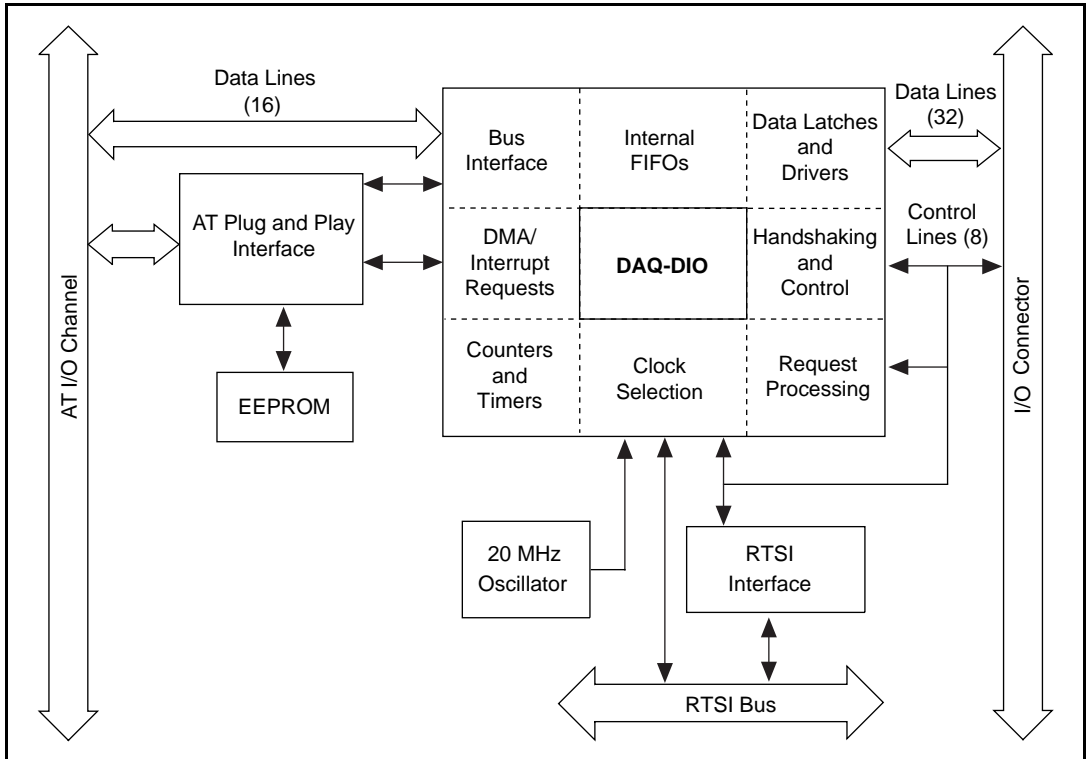 Data Lines
(16)
Data Lines
(32)
Bus
Interface
Internal
FIFOs
Data Latches
and
Drivers
AT Plug and Play
Interface
Control
Lines (8)
DMA/
Interrupt
Requests
DAQ-DIO
Handshaking
and
Control
AT I/O Channel
I/O Connector
EEPROM
Counters
and
Timers
Clock
Selection
Request
Processing
20 MHz
Oscillator
RTSI
Interface
RTSI Bus